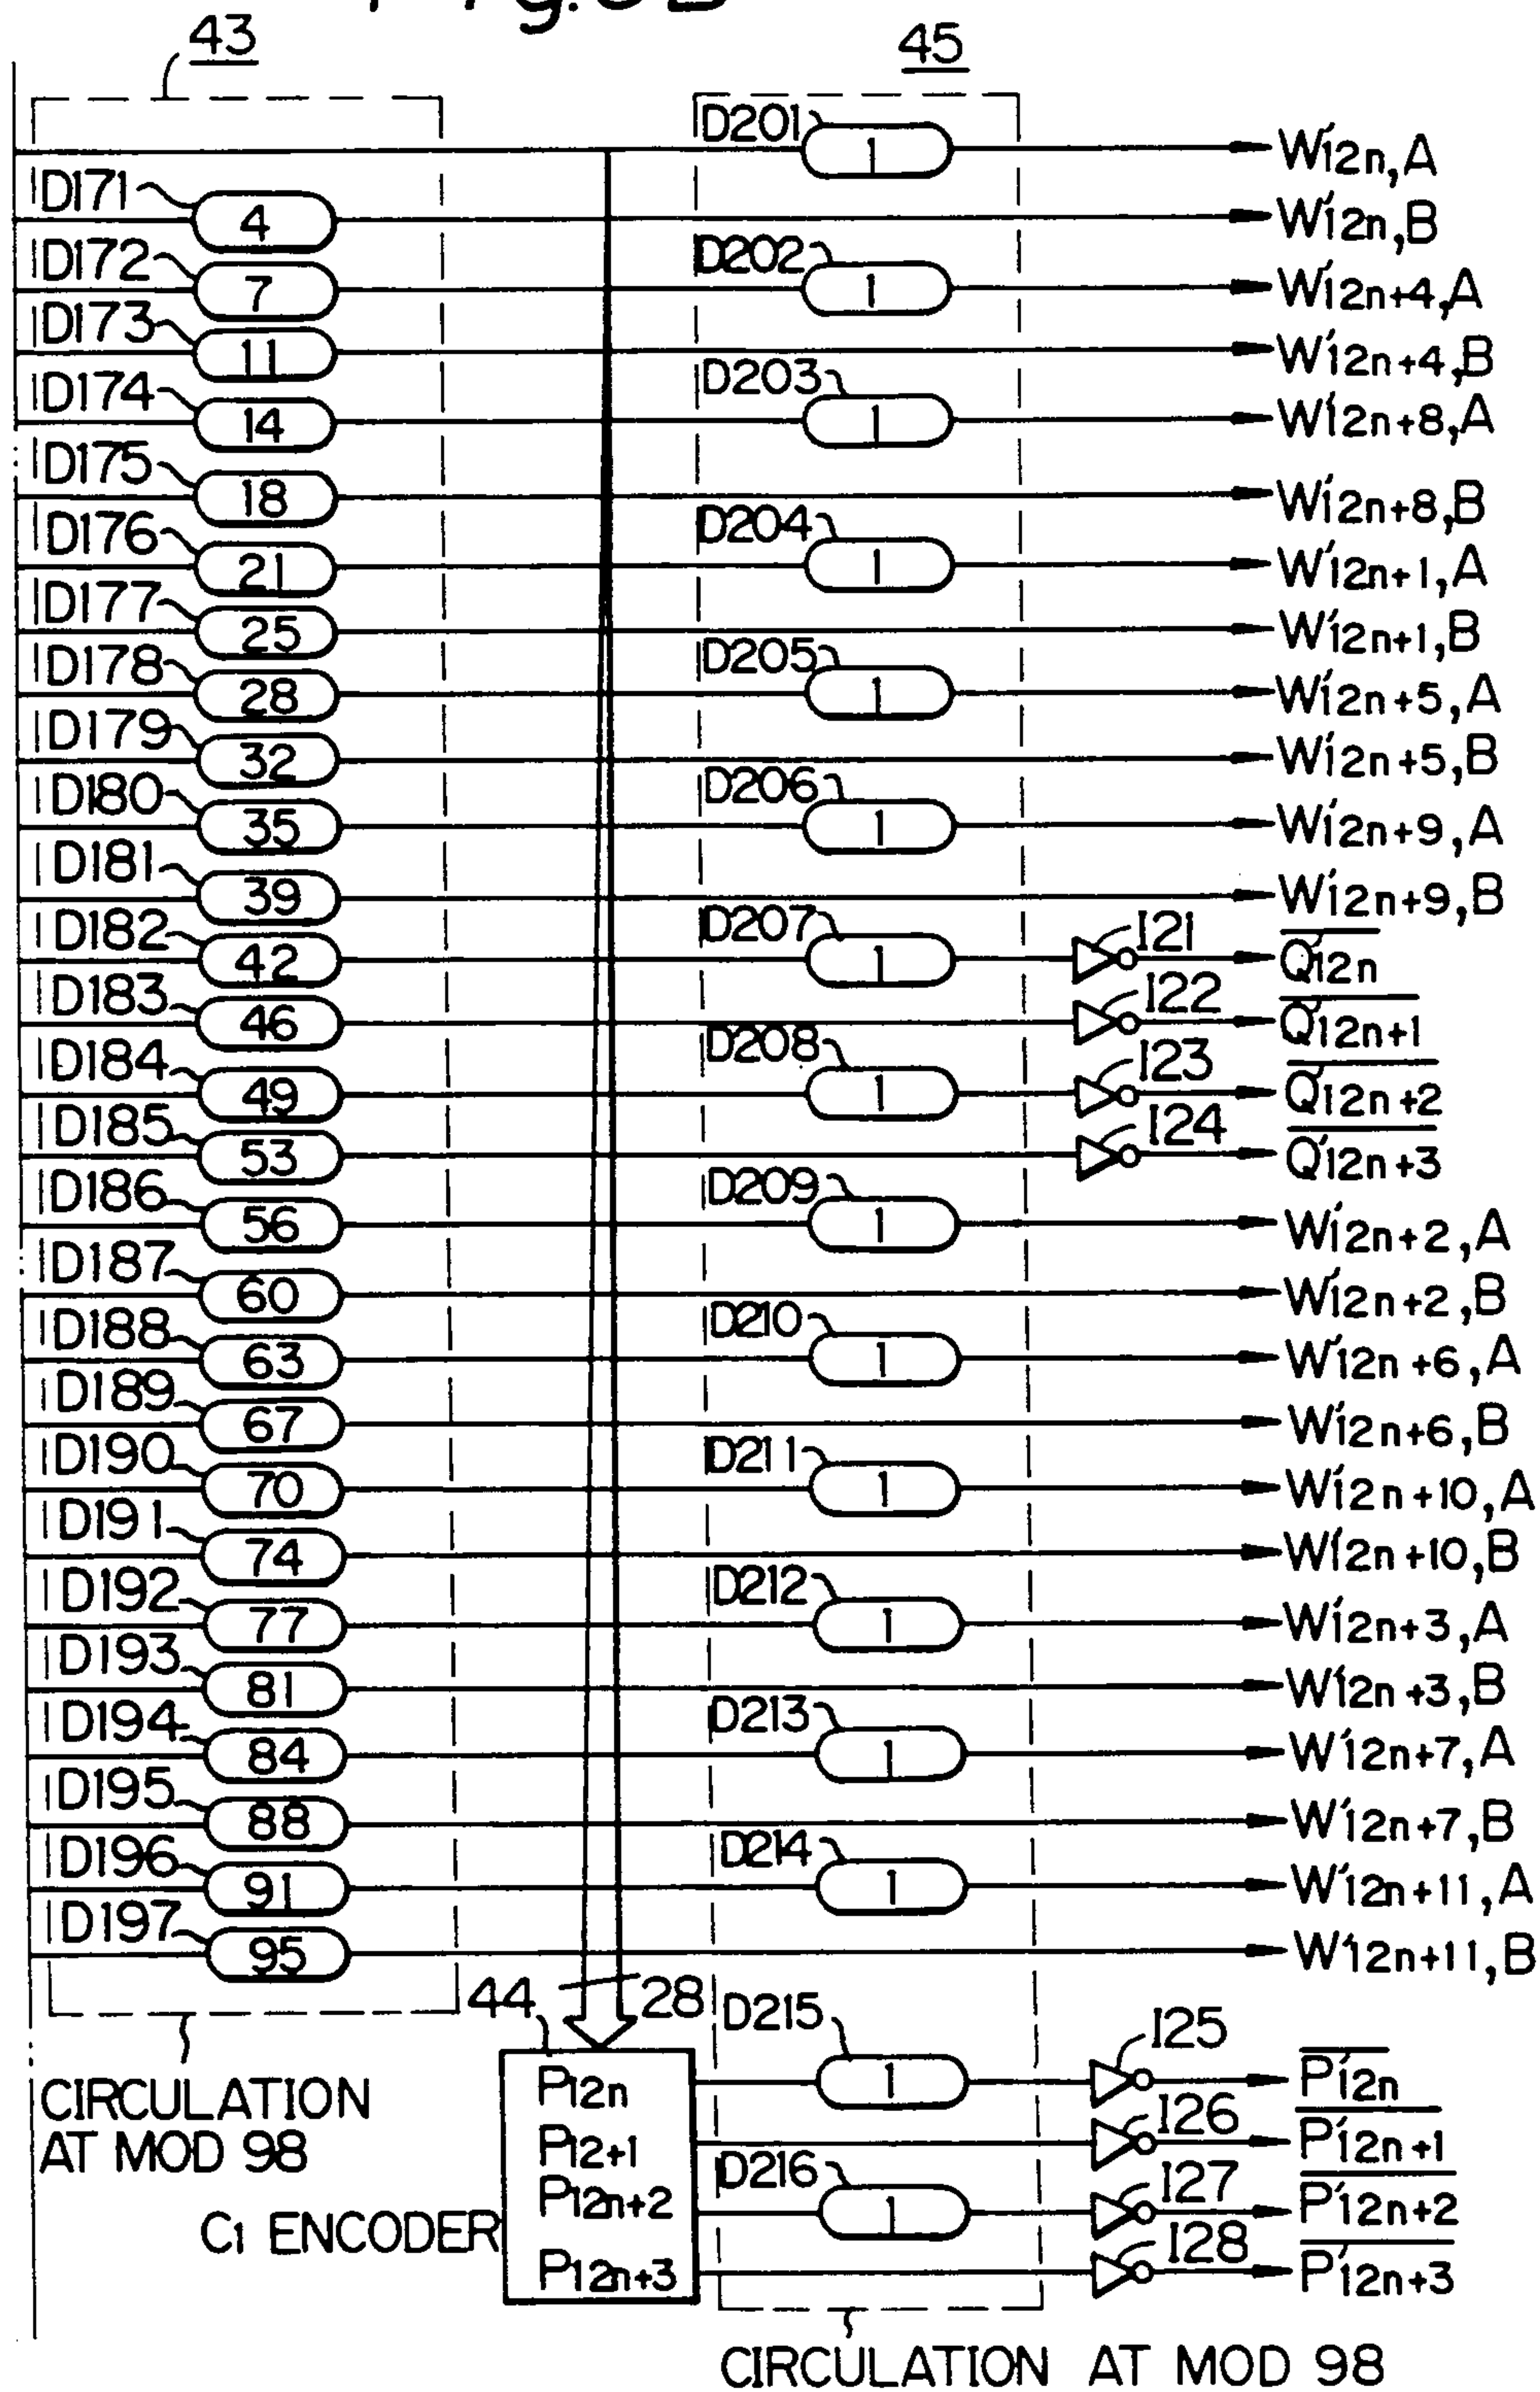 Fig. 8B
43
45
D201 1 W'12n,A
D171 4 W'12n,B
D172 7 D202 1 W'12n+4,A
D173 11 W'12n+4,B
D174 14 D203 1 W'12n+8,A
D175 18 W'12n+8,B
D176 21 D204 1 W'12n+1,A
D177 25 W'12n+1,B
D178 28 D205 1 W'12n+5,A
D179 32 W'12n+5,B
D180 35 D206 1 W'12n+9,A
D181 39 W'12n+9,B
D182 42 D207 1 I21 Q'12n
D183 46 I22 Q'12n+1
D184 49 D208 1 I23 Q'12n+2
D185 53 I24 Q'12n+3
D186 56 D209 1 W'12n+2,A
D187 60 W'12n+2,B
D188 63 D210 1 W'12n+6,A
D189 67 W'12n+6,B
D190 70 D211 1 W'12n+10,A
D191 74 W'12n+10,B
D192 77 D212 1 W'12n+3,A
D193 81 W'12n+3,B
D194 84 D213 1 W'12n+7,A
D195 88 W'12n+7,B
D196 91 D214 1 W'12n+11,A
D197 95 W'12n+11,B
44 28
P12n D215 1 I25 P'12n
P12+1 I26 P'12n+1
P12n+2 D216 1 I27 P'12n+2
P12n+3 I28 P'12n+3
CIRCULATION
AT MOD 98
C1 ENCODER
CIRCULATION AT MOD 98